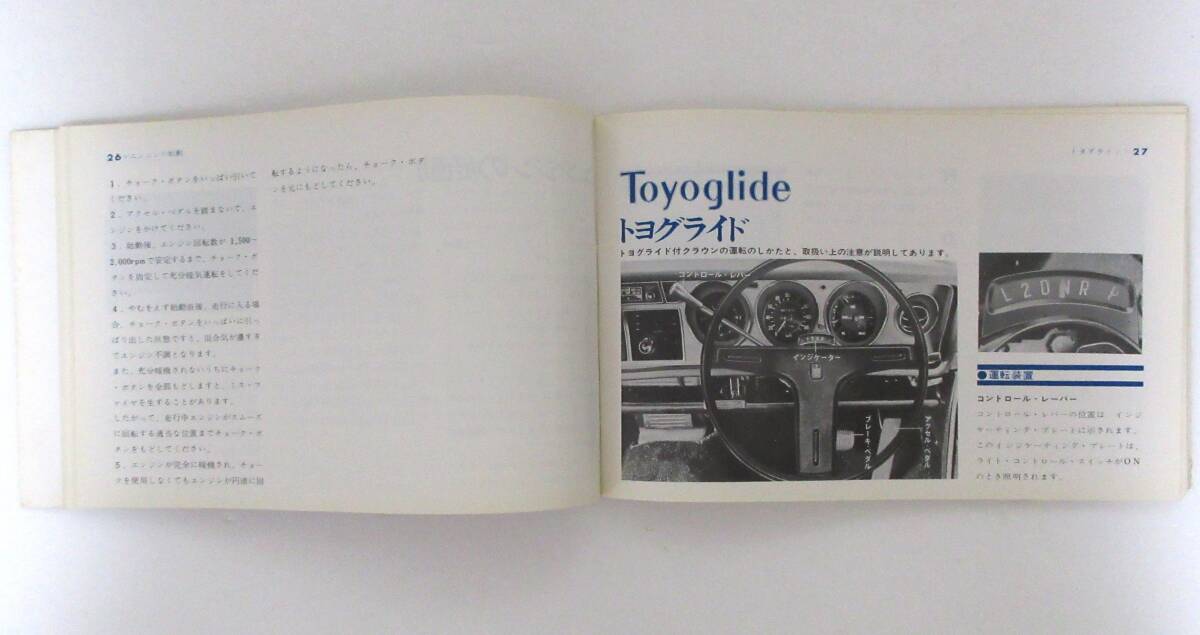 26 エンジンの始動
1．チョーク・ボタンをいっぱい引いて
ください。
2．アクセル・ペダルを踏まないで、エ
ンジンをかけてください。
3．始動後、エンジン回転数が1,500～
2,000rpmで安定するまで、チョーク・ボ
タンを固定して充分暖気運転をしてくだ
さい。
4．やむをえず始動直後、走行に入る場
合、チョーク・ボタンをいっぱいに引っ
ぱり出した状態ですと、混合気が濃すぎ
てエンジン不調となります。
また、充分暖機されないうちにチョーク
・ボタンを全部もどしますと、ミス・フ
ァイヤを生ずることがあります。
したがって、走行中エンジンがスムーズ
に回転する適当な位置までチョーク・ボ
タンをもどしてください。
5．エンジンが完全に暖機され、チョー
クを使用しなくてもエンジンが円滑に回
転するようになったら、チョーク・ボタ
ンを元にもどしてください。
トヨグライド 27
Toyoglide
トヨグライド
トヨグライド付クラウンの運転のしかたと、取扱い上の注意が説明してあります。
コントロール・レバー
インジケーター
ブレーキ・ペダル
アクセル・ペダル
L 2 D N R P
●運転装置
コントロール・レーバー
コントロール・レーバーの位置は インジ
ケーティング・プレートに示されます。
このインジケーティング・プレートは、
ライト・コントロール・スイッチがON
のとき照明されます。